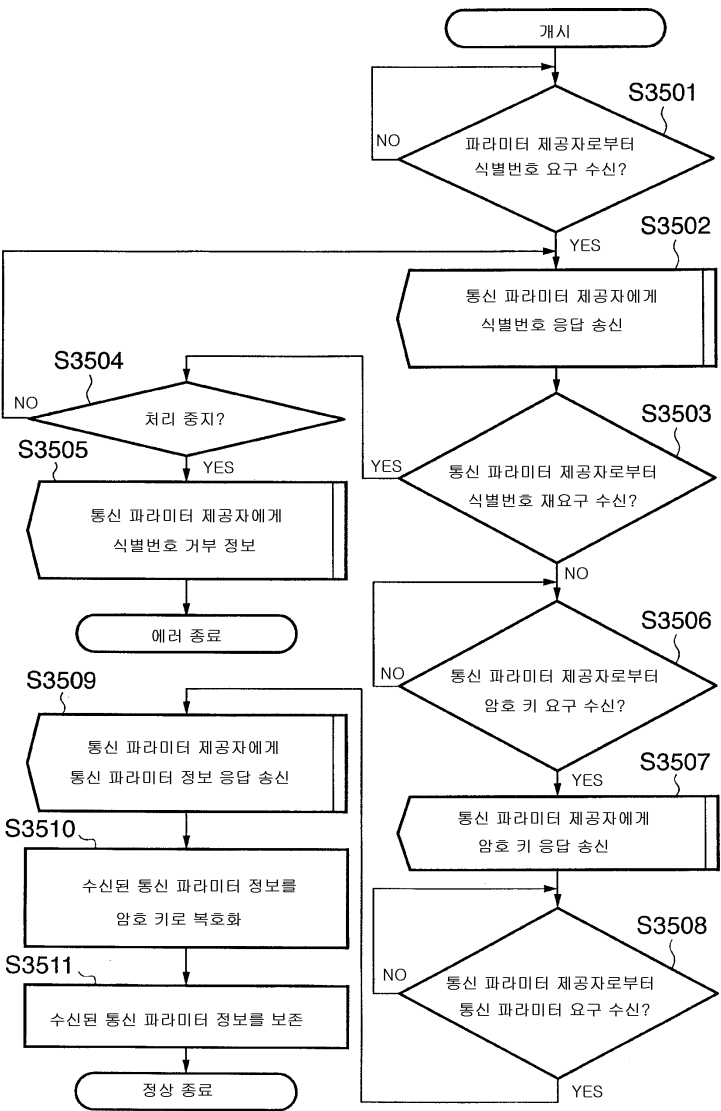 개시
S3501
파라미터 제공자로부터
식별번호 요구 수신?
NO
YES
S3502
통신 파라미터 제공자에게
식별번호 응답 송신
S3503
통신 파라미터 제공자로부터
식별번호 재요구 수신?
YES
NO
S3504
처리 중지?
NO
YES
S3505
통신 파라미터 제공자에게
식별번호 거부 정보
에러 종료
S3506
통신 파라미터 제공자로부터
암호 키 요구 수신?
NO
YES
S3507
통신 파라미터 제공자에게
암호 키 응답 송신
S3508
통신 파라미터 제공자로부터
통신 파라미터 요구 수신?
NO
YES
S3509
통신 파라미터 제공자에게
통신 파라미터 정보 응답 송신
S3510
수신된 통신 파라미터 정보를
암호 키로 복호화
S3511
수신된 통신 파라미터 정보를 보존
정상 종료